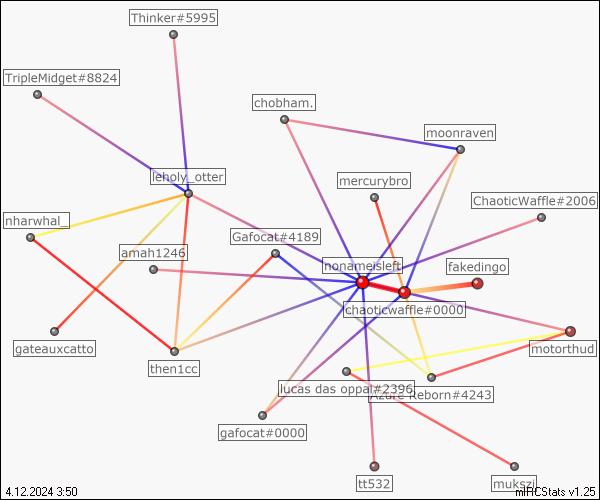 Thinker#5995
TripleMidget#8824
chobham.
moonraven
leholy_otter
mercurybro
ChaoticWaffle#2006
nharwhal_
Gafocat#4189
amah1246
nonameisleft
fakedingo
chaoticwaffle#0000
gateauxcatto
motorthud
then1cc
lucas das oppai#2396
Azure Reborn#4243
gafocat#0000
tt532
mukszi
4.12.2024 3:50
mIRCStats v1.25